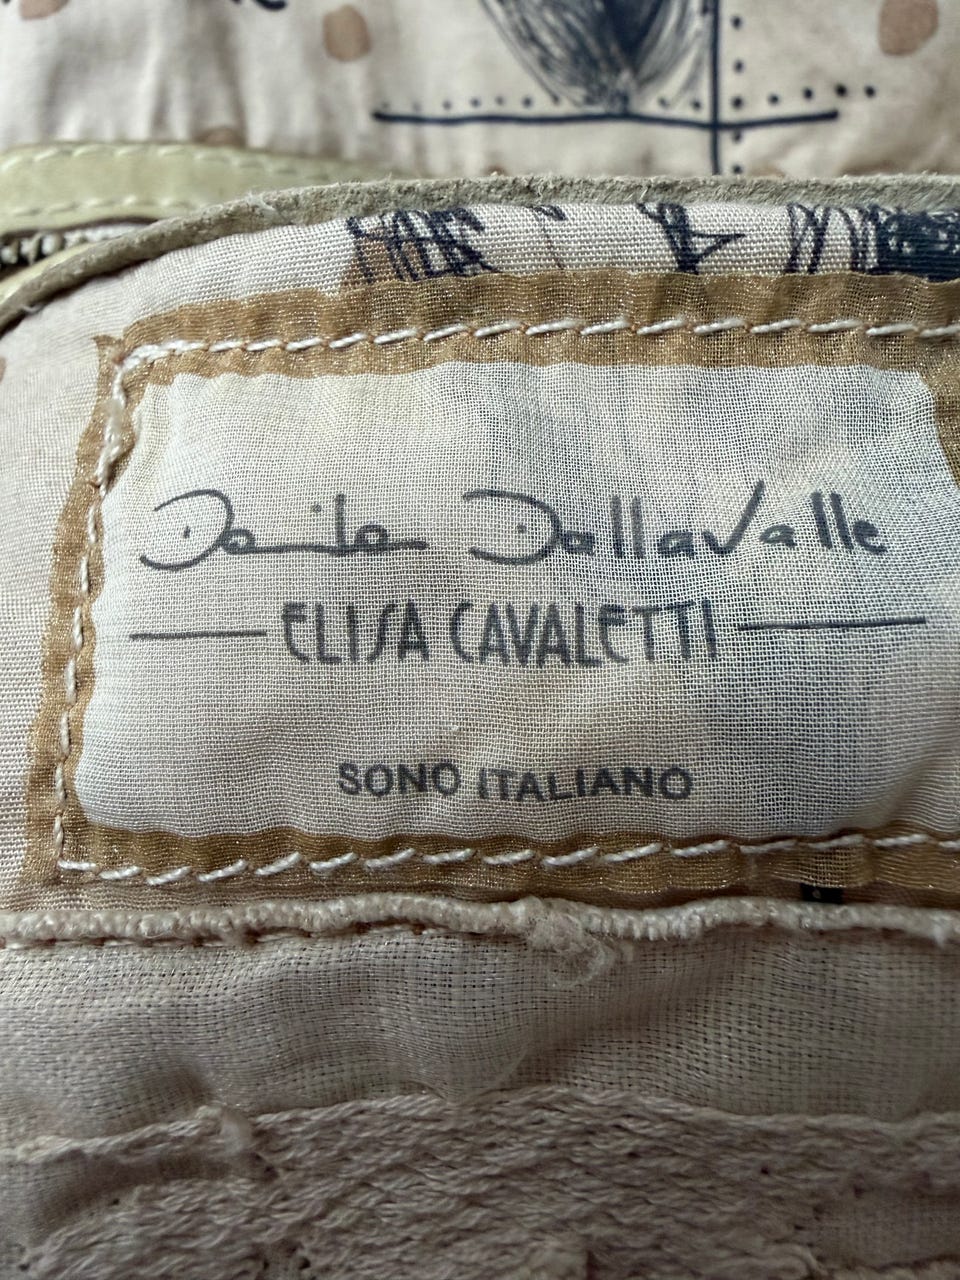 Daniela DallaValle
ELISA CAVALETTI
SONO ITALIANO